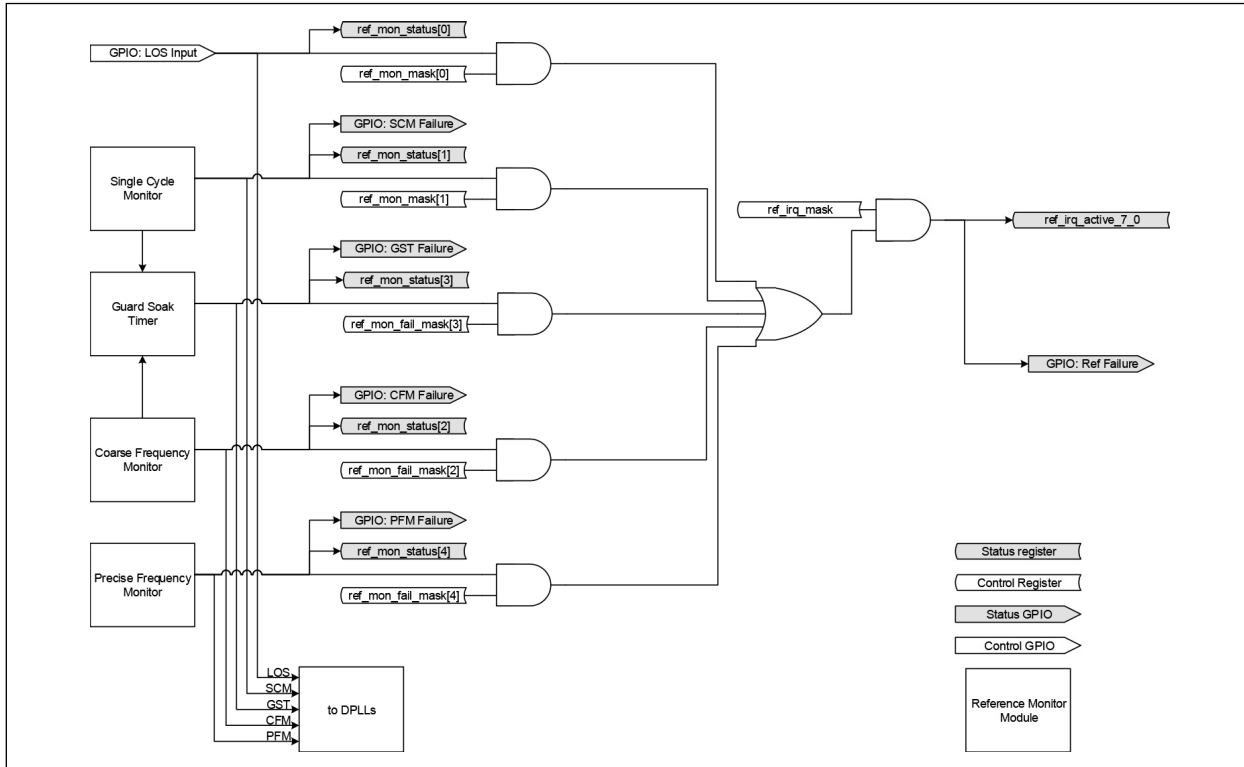 ref_mon_status[0]
GPIO: LOS Input
ref_mon_mask[0]
GPIO: SCM Failure
ref_mon_status[1]
Single Cycle
Monitor
ref_mon_mask[1]
ref_irq_mask
ref_irq_active_7_0
GPIO: GST Failure
ref_mon_status[3]
Guard Soak
Timer
ref_mon_fail_mask[3]
GPIO: Ref Failure
GPIO: CFM Failure
ref_mon_status[2]
Coarse Frequency
Monitor
ref_mon_fail_mask[2]
GPIO: PFM Failure
ref_mon_status[4]
Precise Frequency
Monitor
ref_mon_fail_mask[4]
Status register
Control Register
Status GPIO
Control GPIO
Reference Monitor
Module
LOS
SCM
GST
CFM
PFM
to DPLLs